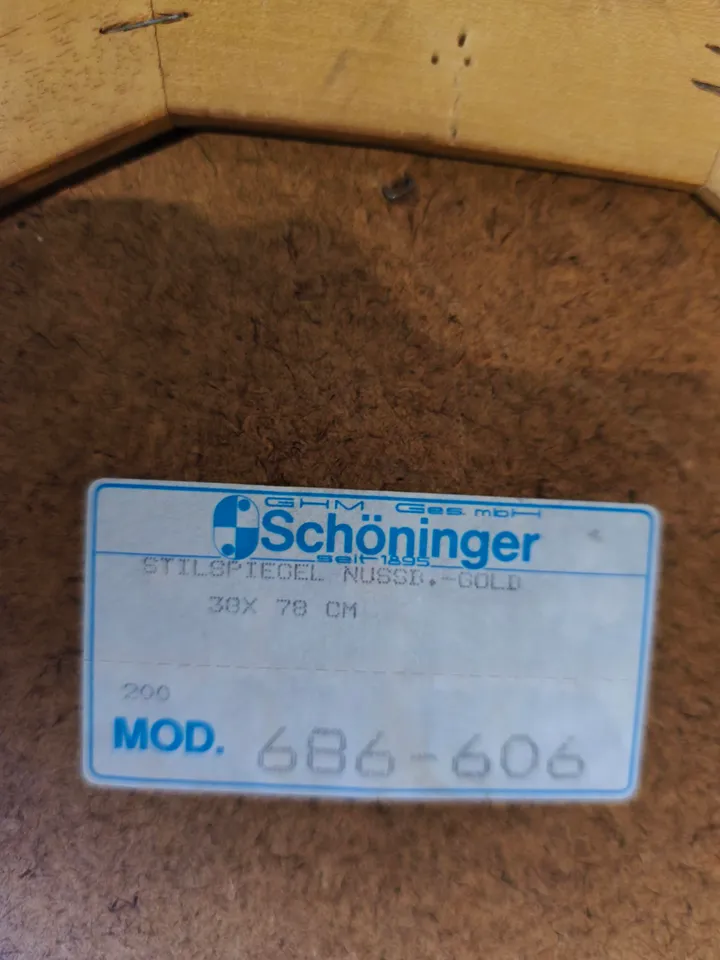 GHM Ges. mbH
Schöninger
seit 1895
STILSPIEGEL NUSSB.-GOLD
38X 78 CM
200
MOD. 686-606